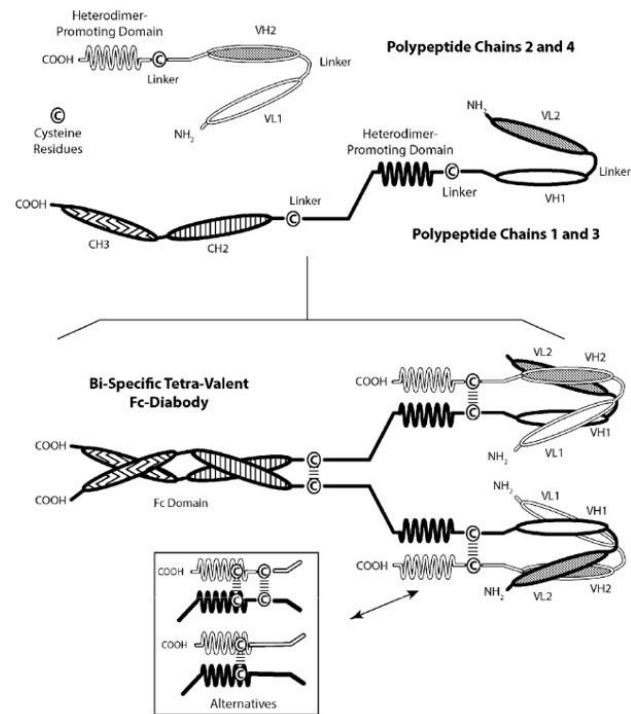 Heterodimer-
Promoting Domain
VH2
COOH
C
Linker
Linker
Polypeptide Chains 2 and 4
C
Cysteine
Residues
VL1
NH2
NH2
VL2
Heterodimer-
Promoting Domain
C
Linker
Linker
VH1
COOH
C
Linker
CH3
CH2
Polypeptide Chains 1 and 3
Bi-Specific Tetra-Valent
Fc-Diabody
VL2
VH2
COOH
C
C
VH1
VL1
NH2
COOH
COOH
C
C
Fc Domain
NH2
VL1
VH1
C
C
COOH
NH2
VL2
VH2
COOH
C
C
C
C
COOH
C
C
Alternatives